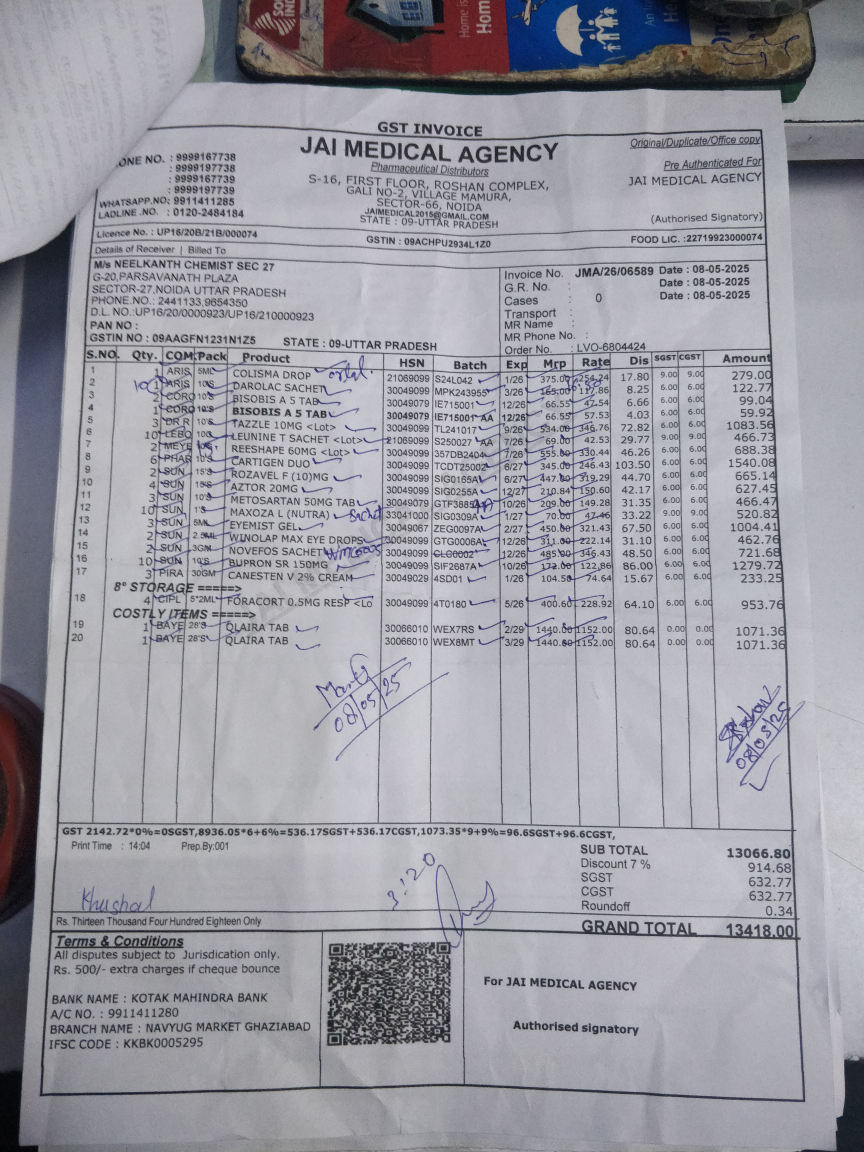 Home is
Hom
GST INVOICE
Original/Duplicate/Office copy
ONE NO. : 9999167738
: 9999197738
: 9999167739
: 9999197739
WHATSAPP.NO: 9911411285
LADLINE .NO. : 0120-2484184
JAI MEDICAL AGENCY
Pharmaceutical Distributors
S-16, FIRST FLOOR, ROSHAN COMPLEX,
GALI NO-2, VILLAGE MAMURA,
SECTOR-66, NOIDA
JAIMEDICAL2015@GMAIL.COM
STATE : 09-UTTAR PRADESH
Pre Authenticated For
JAI MEDICAL AGENCY
(Authorised Signatory)
Licence No. : UP16/20B/21B/000074
GSTIN : 09ACHPU2934L1Z0
FOOD LIC. :22719923000074
Details of Receiver | Billed To
M/s NEELKANTH CHEMIST SEC 27
G-20,PARSAVANATH PLAZA
SECTOR-27,NOIDA UTTAR PRADESH
PHONE.NO.: 2441133,9654350
D.L. NO.:UP16/20/0000923/UP16/210000923
PAN NO :
GSTIN NO : 09AAGFN1231N1Z5 STATE : 09-UTTAR PRADESH
Invoice No. JMA/26/06589 Date : 08-05-2025
G.R. No. : Date : 08-05-2025
Cases : 0 Date : 08-05-2025
Transport :
MR Name :
MR Phone No. :
Order No. : LVO-6804424
S.NO. Qty. COM Pack Product HSN Batch Exp Mrp Rate Dis SGST CGST Amount
1 1 ARIS 5ML COLISMA DROP 21069099 S24L042 1/26 375.00 254.24 17.80 9.00 9.00 279.00
2 1 ARIS 10'S DAROLAC SACHET 30049099 MPK243955 3/26 165.00 117.86 8.25 6.00 6.00 122.77
3 2 CORO 10'S BISOBIS A 5 TAB 30049079 IE715001 12/26 66.55 47.54 6.66 6.00 6.00 99.04
4 1 CORO 10'S BISOBIS A 5 TAB 30049079 IE715001 AA 12/26 66.55 57.53 4.03 6.00 6.00 59.92
5 3 DR R 10'S TAZZLE 10MG <Lot> 30049099 TL241017 9/26 534.00 346.76 72.82 6.00 6.00 1083.56
6 10 LEBO 10G LEUNINE T SACHET <Lot> 21069099 S250027 AA 7/26 69.00 42.53 29.77 9.00 9.00 466.73
7 2 MEYE 10'S REESHAPE 60MG <Lot> 30049099 357DB2404 7/26 555.80 330.44 46.26 6.00 6.00 688.38
8 6 PHAR 10'S CARTIGEN DUO 30049099 TCDT25002 6/27 345.00 246.43 103.50 6.00 6.00 1540.08
9 2 SUN 15'S ROZAVEL F (10)MG 30049099 SIG0165A 6/27 447.00 319.29 44.70 6.00 6.00 665.14
10 4 SUN 15'S AZTOR 20MG 30049099 SIG0255A 12/27 210.84 150.60 42.17 6.00 6.00 627.45
11 3 SUN 10'S METOSARTAN 50MG TAB 30049079 GTF3885 10/26 209.00 149.28 31.35 6.00 6.00 466.47
12 10 SUN 1'S MAXOZA L (NUTRA) Sachet 30041000 SIG0309A 1/27 70.00 47.46 33.22 9.00 9.00 520.82
13 3 SUN 5ML EYEMIST GEL 30049067 ZEG0097A 2/27 450.00 321.43 67.50 6.00 6.00 1004.41
14 2 SUN 2.5ML WINOLAP MAX EYE DROPS 30049099 GTG0006A 12/26 311.00 222.14 31.10 6.00 6.00 462.76
15 2 SUN 3GM NOVEFOS SACHET 30049099 CLG0002 12/26 485.00 346.43 48.50 6.00 6.00 721.68
16 10 SUN 10'S BUPRON SR 150MG 30049099 SIF2687A 10/26 172.00 122.86 86.00 6.00 6.00 1279.72
17 3 PIRA 30GM CANESTEN V 2% CREAM 30049029 4SD01 1/26 104.50 74.64 15.67 6.00 6.00 233.25
8° STORAGE =====>
18 4 CIPL 5*2ML FORACORT 0.5MG RESP <Lo 30049099 4T0180 5/26 400.60 228.92 64.10 6.00 6.00 953.76
COSTLY ITEMS =====>
19 1 BAYE 28'S QLAIRA TAB 30066010 WEX7RS 2/29 1440.00 1152.00 80.64 0.00 0.00 1071.36
20 1 BAYE 28'S QLAIRA TAB 30066010 WEX8MT 3/29 1440.80 1152.00 80.64 0.00 0.00 1071.36
08/05/25
08/05/25
GST 2142.72*0%=0SGST,8936.05*6+6%=536.17SGST+536.17CGST,1073.35*9+9%=96.6SGST+96.6CGST,
Print Time : 14:04 Prep.By:001
SUB TOTAL 13066.80
Discount 7 % 914.68
SGST 632.77
CGST 632.77
Roundoff 0.34
Khushal
3:20
Rs. Thirteen Thousand Four Hundred Eighteen Only
GRAND TOTAL 13418.00
Terms & Conditions
All disputes subject to Jurisdication only.
Rs. 500/- extra charges if cheque bounce
BANK NAME : KOTAK MAHINDRA BANK
A/C NO. : 9911411280
BRANCH NAME : NAVYUG MARKET GHAZIABAD
IFSC CODE : KKBK0005295
For JAI MEDICAL AGENCY
Authorised signatory